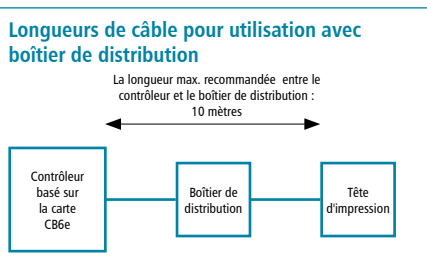 Longueurs de câble pour utilisation avec
boîtier de distribution
La longueur max. recommandée entre le
contrôleur et le boîtier de distribution :
10 mètres
Contrôleur
basé sur
la carte
CB6e
Boîtier de
distribution
Tête
d'impression